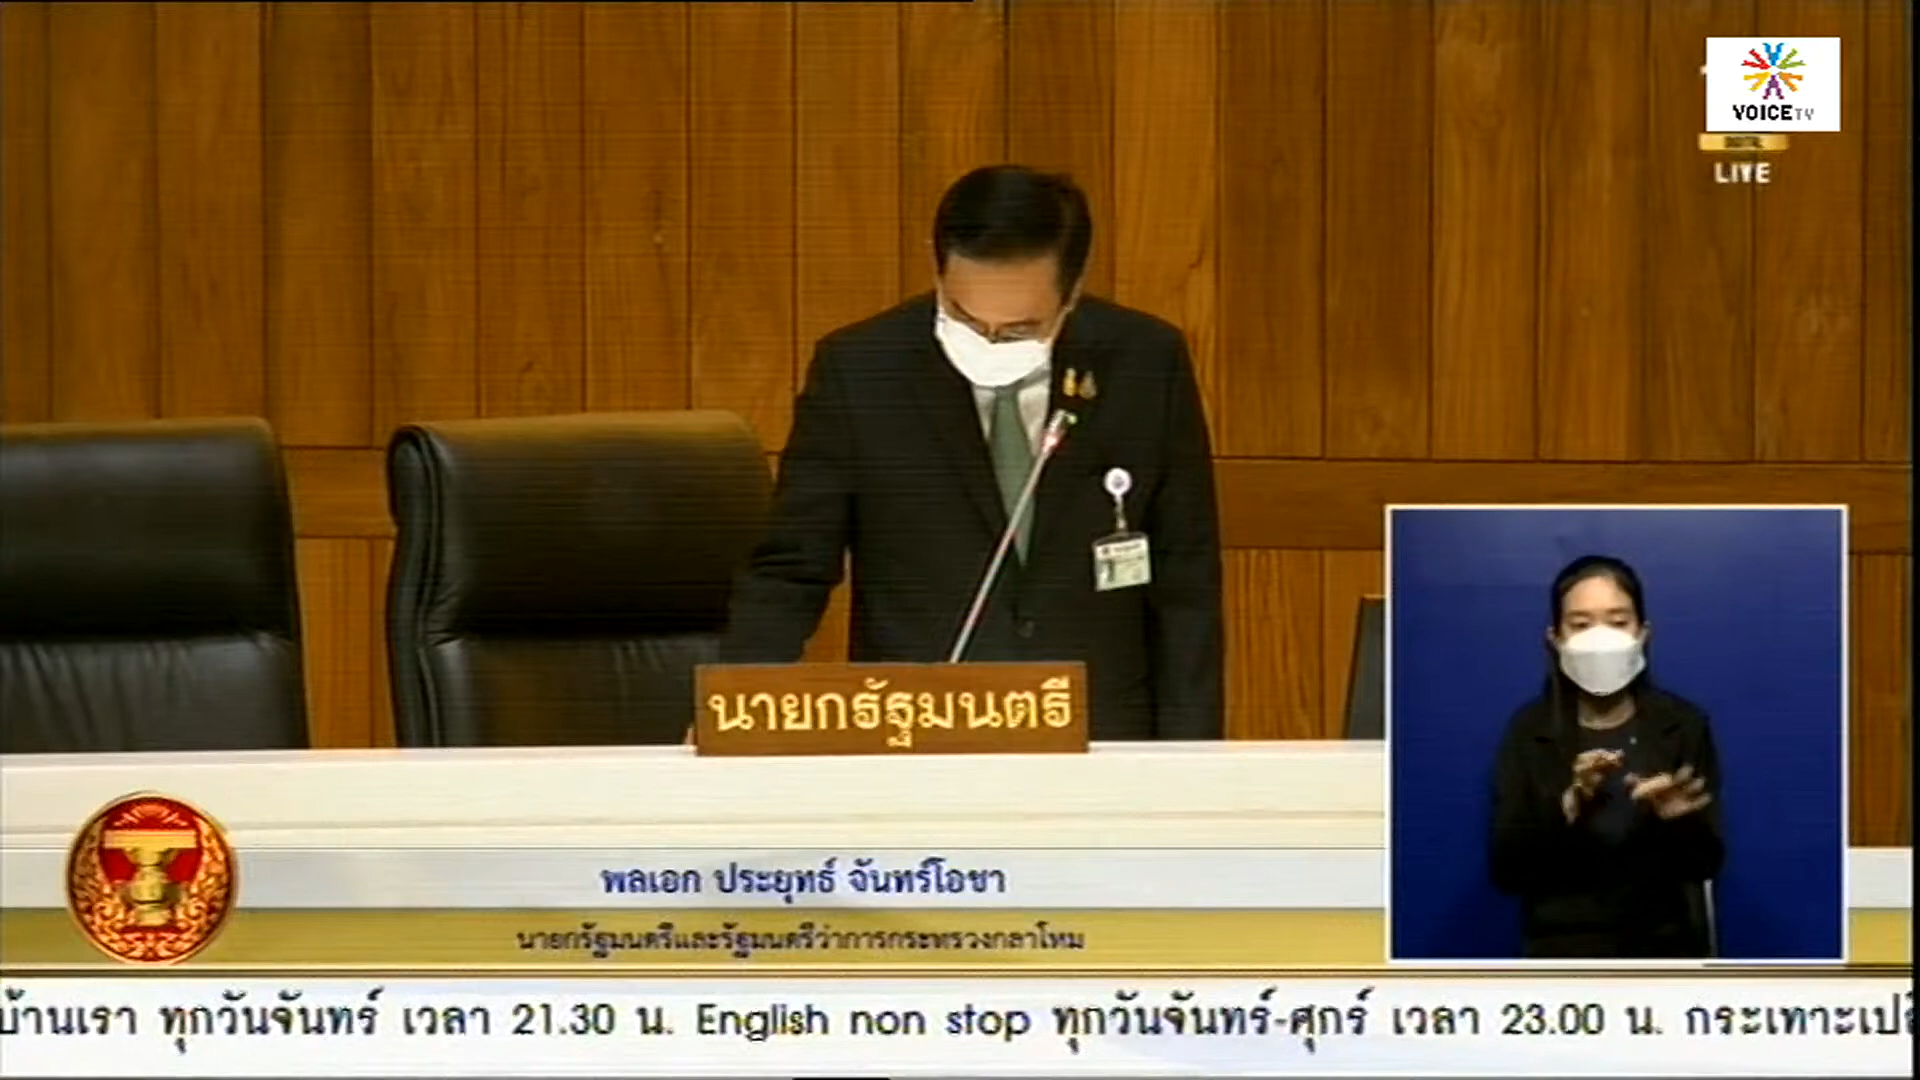 VOICE TV
LIVE
นายกรัฐมนตรี
พลเอก ประยุทธ์ จันทร์โอชา
นายกรัฐมนตรีและรัฐมนตรีว่าการกระทรวงกลาโหม
บ้านเรา ทุกวันจันทร์ เวลา 21.30 น. English non stop ทุกวันจันทร์-ศุกร์ เวลา 23.00 น. กระเทาะเป